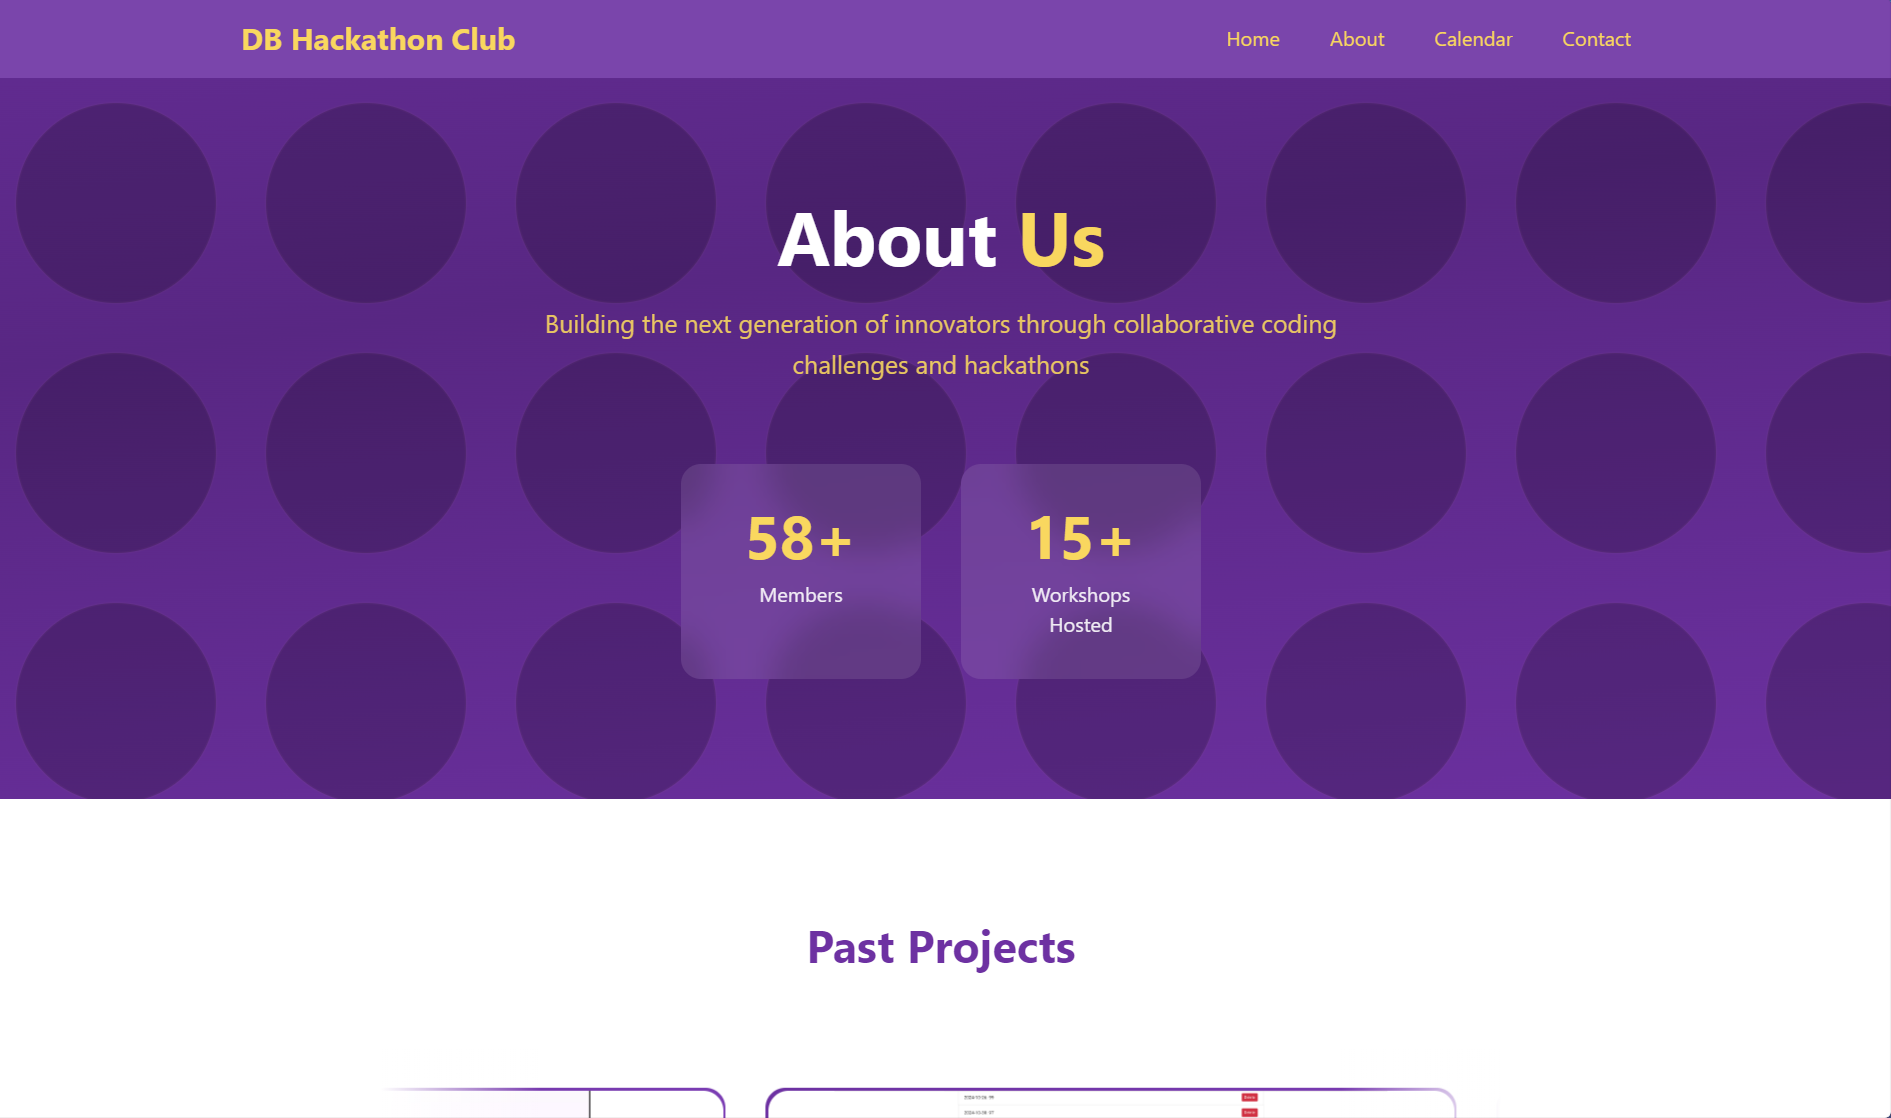 DB Hackathon Club
Home
About
Calendar
Contact
About Us
Building the next generation of innovators through collaborative coding
challenges and hackathons
58+
Members
15+
Workshops
Hosted
Past Projects